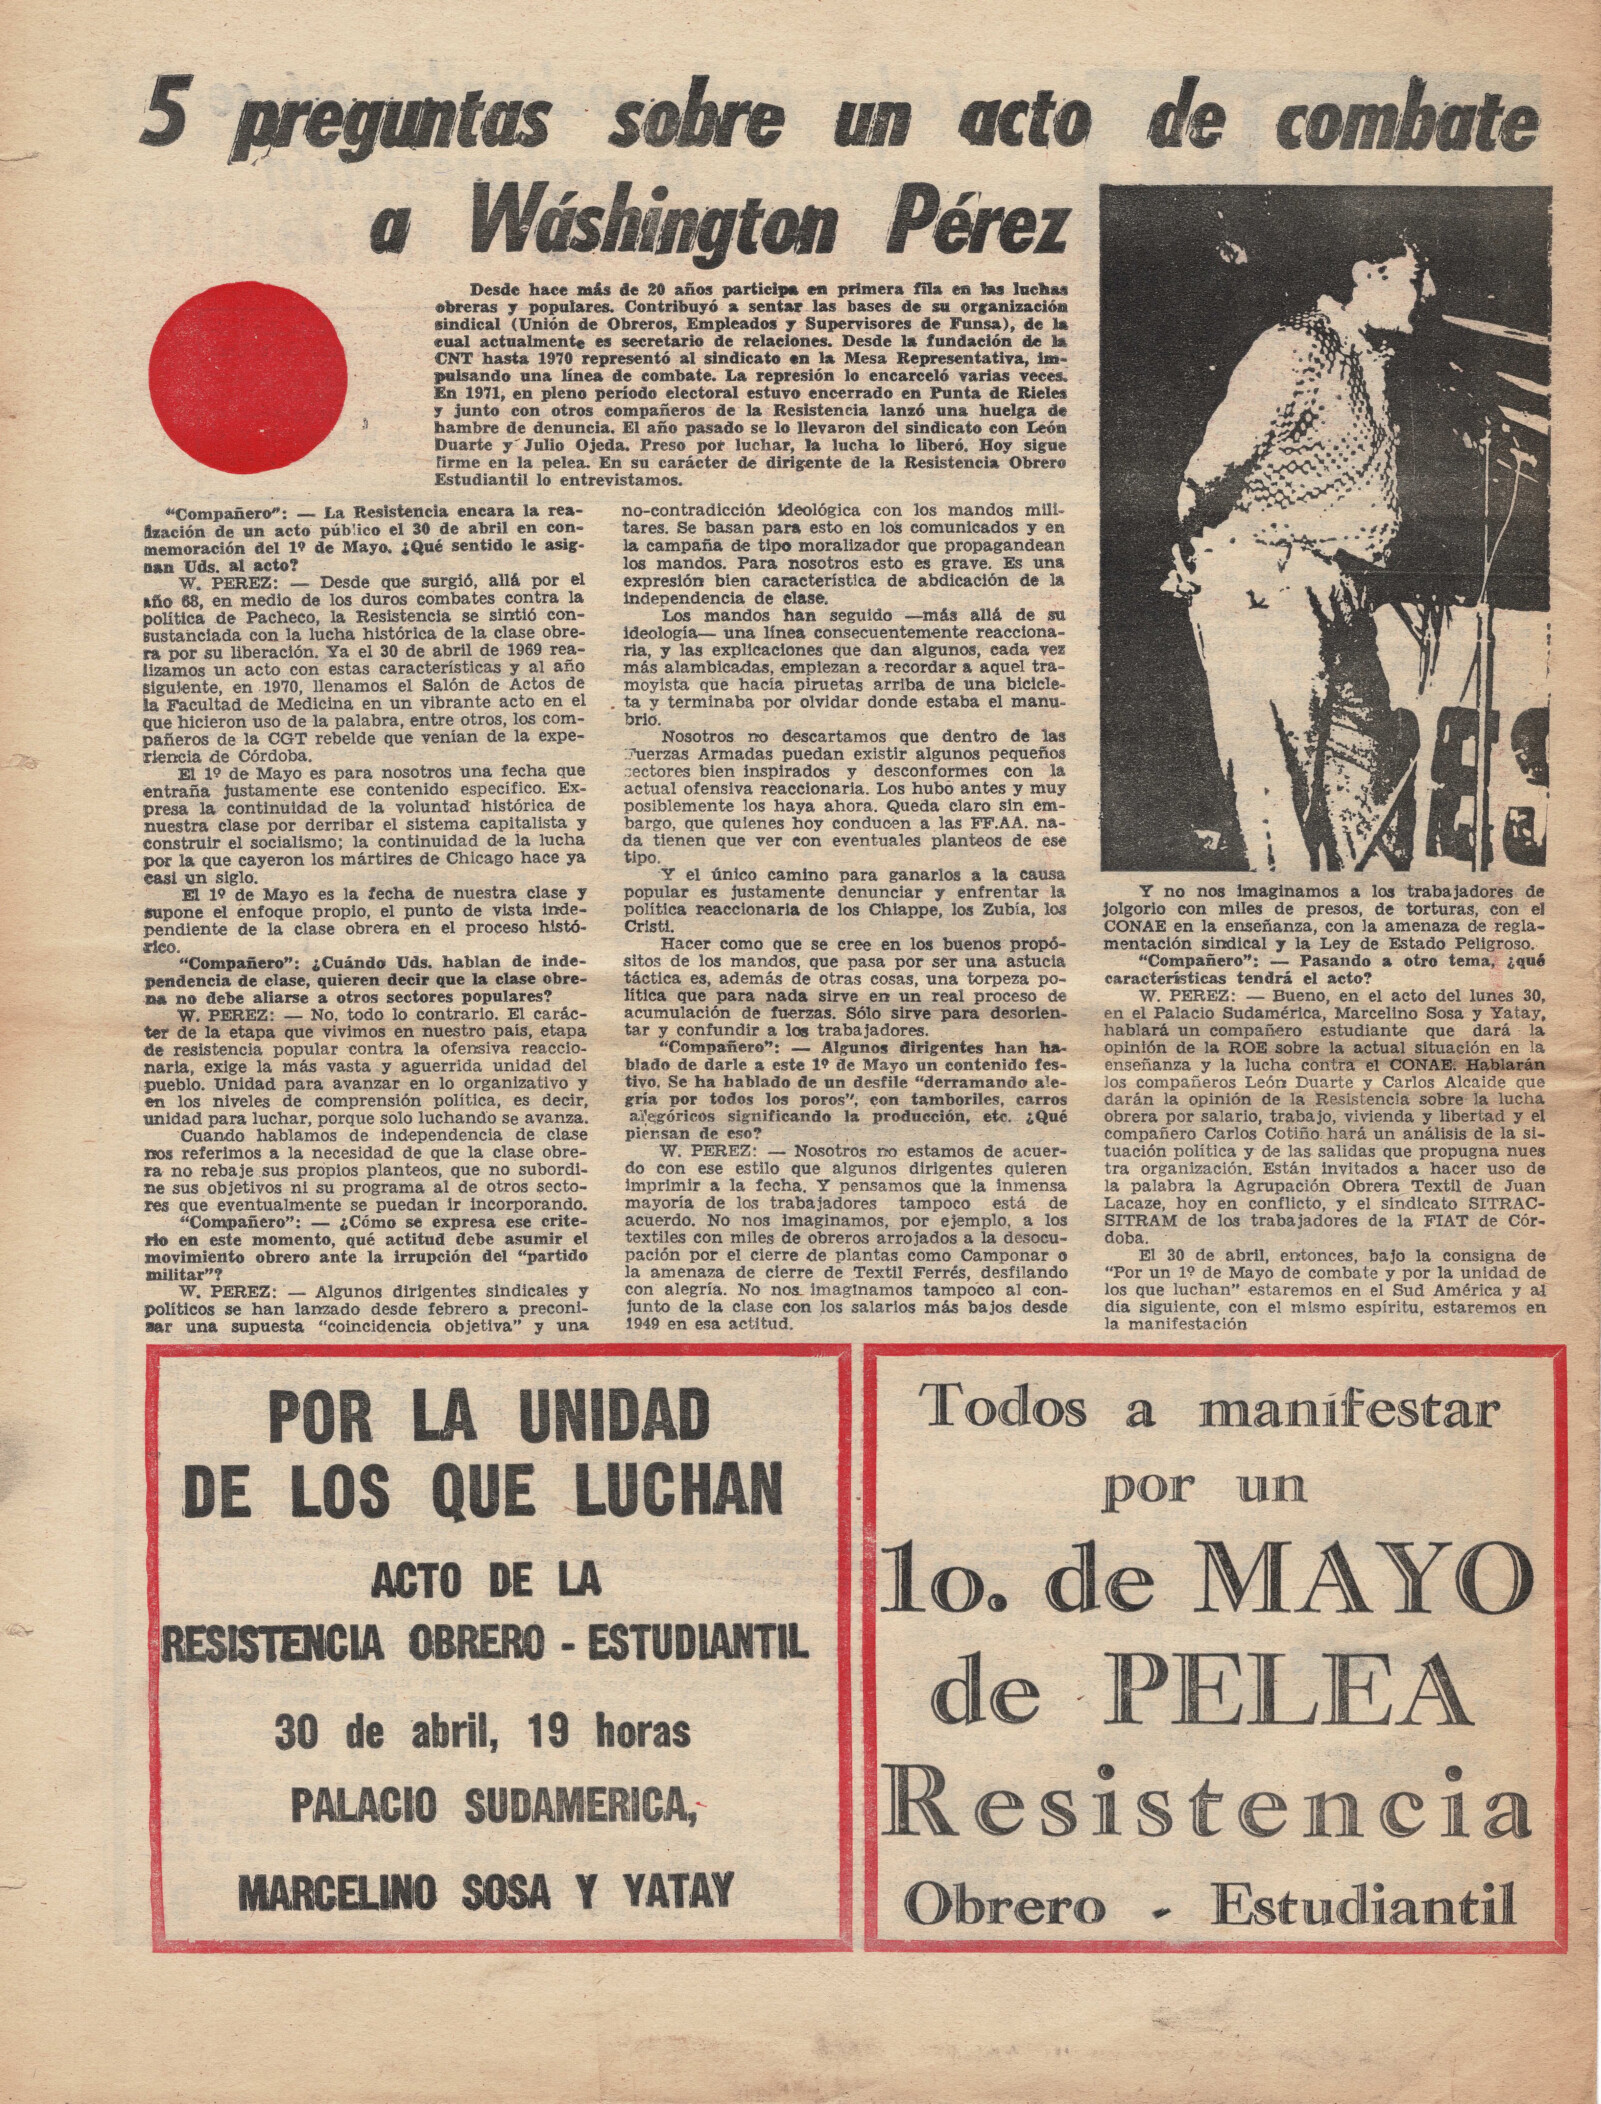 5 preguntas sobre un acto de combate
a Wáshington Pérez
Desde hace más de 20 años participa en primera fila en las luchas
obreras y populares. Contribuyó a sentar las bases de su organización
sindical (Unión de Obreros, Empleados y Supervisores de Funsa), de la
cual actualmente es secretario de relaciones. Desde la fundación de la
CNT hasta 1970 representó al sindicato en la Mesa Representativa, im-
pulsando una línea de combate. La represión lo encarceló varias veces.
En 1971, en pleno período electoral estuvo encerrado en Punta de Rieles
y junto con otros compañeros de la Resistencia lanzó una huelga de
hambre de denuncia. El año pasado se lo llevaron del sindicato con León
Duarte y Julio Ojeda. Preso por luchar, la lucha lo liberó. Hoy sigue
firme en la pelea. En su carácter de dirigente de la Resistencia Obrero
Estudiantil lo entrevistamos.
"Compañero": — La Resistencia encara la rea-
lización de un acto público el 30 de abril en con-
memoración del 1º de Mayo. ¿Qué sentido le asig-
nan Uds. al acto?
W. PEREZ: — Desde que surgió, allá por el
año 68, en medio de los duros combates contra la
política de Pacheco, la Resistencia se sintió con-
sustanciada con la lucha histórica de la clase obre-
ra por su liberación. Ya el 30 de abril de 1969 rea-
lizamos un acto con estas características y al año
siguiente, en 1970, llenamos el Salón de Actos de
la Facultad de Medicina en un vibrante acto en el
que hicieron uso de la palabra, entre otros, los com-
pañeros de la CGT rebelde que venían de la expe-
riencia de Córdoba.
El 1º de Mayo es para nosotros una fecha que
entraña justamente ese contenido específico. Ex-
presa la continuidad de la voluntad histórica de
nuestra clase por derribar el sistema capitalista y
construir el socialismo; la continuidad de la lucha
por la que cayeron los mártires de Chicago hace ya
casi un siglo.
El 1º de Mayo es la fecha de nuestra clase y
supone el enfoque propio, el punto de vista inde-
pendiente de la clase obrera en el proceso histó-
rico.
"Compañero": ¿Cuándo Uds. hablan de inde-
pendencia de clase, quieren decir que la clase obre-
na no debe aliarse a otros sectores populares?
W. PEREZ: — No, todo lo contrario. El carác-
ter de la etapa que vivimos en nuestro país, etapa
de resistencia popular contra la ofensiva reaccio-
naria, exige la más vasta y aguerrida unidad del
pueblo. Unidad para avanzar en lo organizativo y
en los niveles de comprensión política, es decir,
unidad para luchar, porque solo luchando se avanza.
Cuando hablamos de independencia de clase
nos referimos a la necesidad de que la clase obre-
ra no rebaje sus propios planteos, que no subordi-
ne sus objetivos ni su programa al de otros secto-
res que eventualmente se puedan ir incorporando.
"Compañero": — ¿Cómo se expresa ese crite-
rio en este momento, qué actitud debe asumir el
movimiento obrero ante la irrupción del "partido
militar"?
W. PEREZ: — Algunos dirigentes sindicales y
políticos se han lanzado desde febrero a preconi-
zar una supuesta "coincidencia objetiva" y una
no-contradicción ideológica con los mandos mili-
tares. Se basan para esto en los comunicados y en
la campaña de tipo moralizador que propagandean
los mandos. Para nosotros esto es grave. Es una
expresión bien característica de abdicación de la
independencia de clase.
Los mandos han seguido —más allá de su
ideología— una línea consecuentemente reacciona-
ria, y las explicaciones que dan algunos, cada vez
más alambicadas, empiezan a recordar a aquel tra-
moyista que hacía piruetas arriba de una bicicle-
ta y terminaba por olvidar donde estaba el manu-
brio.
Nosotros no descartamos que dentro de las
Fuerzas Armadas puedan existir algunos pequeños
sectores bien inspirados y desconformes con la
actual ofensiva reaccionaria. Los hubo antes y muy
posiblemente los haya ahora. Queda claro sin em-
bargo, que quienes hoy conducen a las FF.AA. na-
da tienen que ver con eventuales planteos de ese
tipo.
Y el único camino para ganarlos a la causa
popular es justamente denunciar y enfrentar la
política reaccionaria de los Chiappe, los Zubía, los
Cristi.
Hacer como que se cree en los buenos propó-
sitos de los mandos, que pasa por ser una astucia
táctica es, además de otras cosas, una torpeza po-
lítica que para nada sirve en un real proceso de
acumulación de fuerzas. Sólo sirve para desorien-
tar y confundir a los trabajadores.
"Compañero": — Algunos dirigentes han ha-
blado de darle a este 1º de Mayo un contenido fes-
tivo. Se ha hablado de un desfile "derramando ale-
gría por todos los poros", con tamboriles, carros
alegóricos significando la producción, etc. ¿Qué
piensan de eso?
W. PEREZ: — Nosotros no estamos de acuer-
do con ese estilo que algunos dirigentes quieren
imprimir a la fecha. Y pensamos que la inmensa
mayoría de los trabajadores tampoco está de
acuerdo. No nos imaginamos, por ejemplo, a los
textiles con miles de obreros arrojados a la desocu-
pación por el cierre de plantas como Camponar o
la amenaza de cierre de Textil Ferrés, desfilando
con alegría. No nos imaginamos tampoco al con-
junto de la clase con los salarios más bajos desde
1949 en esa actitud.
Y no nos imaginamos a los trabajadores de
jolgorio con miles de presos, de torturas, con el
CONAE en la enseñanza, con la amenaza de regla-
mentación sindical y la Ley de Estado Peligroso.
"Compañero": — Pasando a otro tema, ¿qué
características tendrá el acto?
W. PEREZ: — Bueno, en el acto del lunes 30,
en el Palacio Sudamérica, Marcelino Sosa y Yatay,
hablará un compañero estudiante que dará la
opinión de la ROE sobre la actual situación en la
enseñanza y la lucha contra el CONAE. Hablarán
los compañeros León Duarte y Carlos Alcaide que
darán la opinión de la Resistencia sobre la lucha
obrera por salario, trabajo, vivienda y libertad y el
compañero Carlos Cotiño hará un análisis de la si-
tuación política y de las salidas que propugna nues
tra organización. Están invitados a hacer uso de
la palabra la Agrupación Obrera Textil de Juan
Lacaze, hoy en conflicto, y el sindicato SITRAC-
SITRAM de los trabajadores de la FIAT de Cór-
doba.
El 30 de abril, entonces, bajo la consigna de
"Por un 1º de Mayo de combate y por la unidad de
los que luchan" estaremos en el Sud América y al
día siguiente, con el mismo espíritu, estaremos en
la manifestación
POR LA UNIDAD
DE LOS QUE LUCHAN
ACTO DE LA
RESISTENCIA OBRERO - ESTUDIANTIL
30 de abril, 19 horas
PALACIO SUDAMERICA,
MARCELINO SOSA Y YATAY
Todos a manifestar
por un
1o. de MAYO
de PELEA
Resistencia
Obrero - Estudiantil